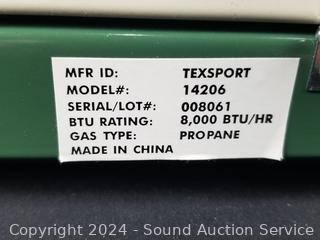 MFR ID: TEXSPORT
MODEL#: 14206
SERIAL/LOT#: 008061
BTU RATING: 8,000 BTU/HR
GAS TYPE: PROPANE
MADE IN CHINA
Copyright 2024 - Sound Auction Service